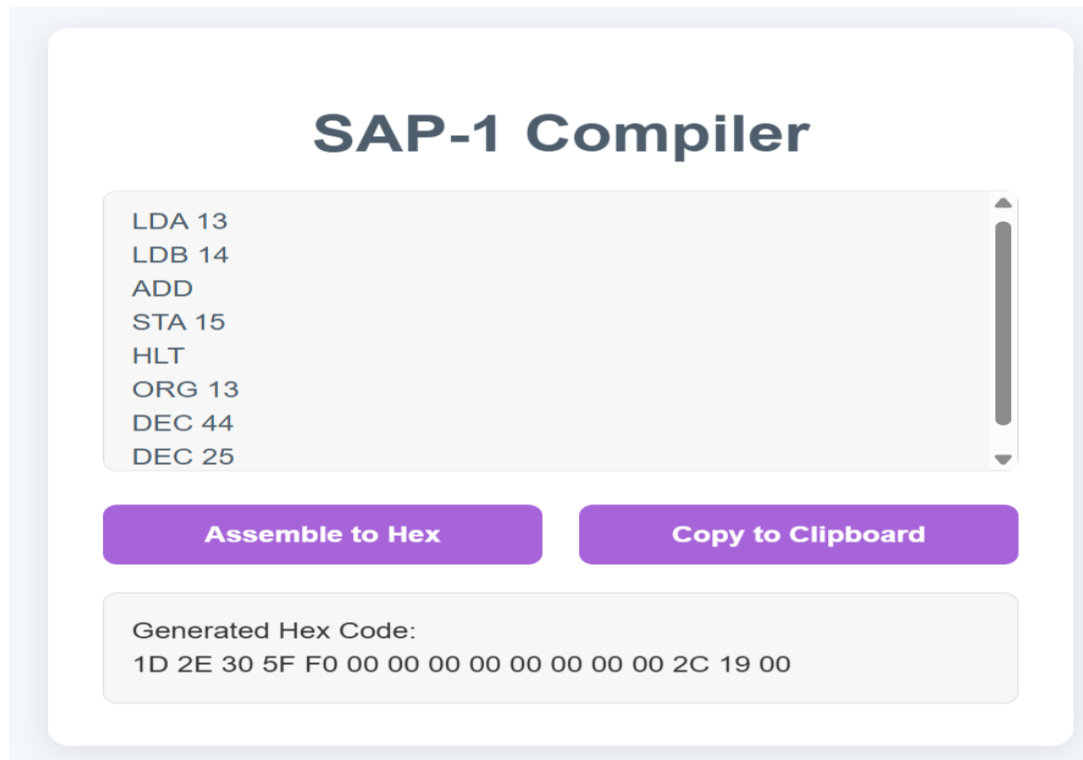 SAP-1 Compiler
LDA 13
LDB 14
ADD
STA 15
HLT
ORG 13
DEC 44
DEC 25
Assemble to Hex
Copy to Clipboard
Generated Hex Code:
1D 2E 30 5F F0 00 00 00 00 00 00 00 00 2C 19 00